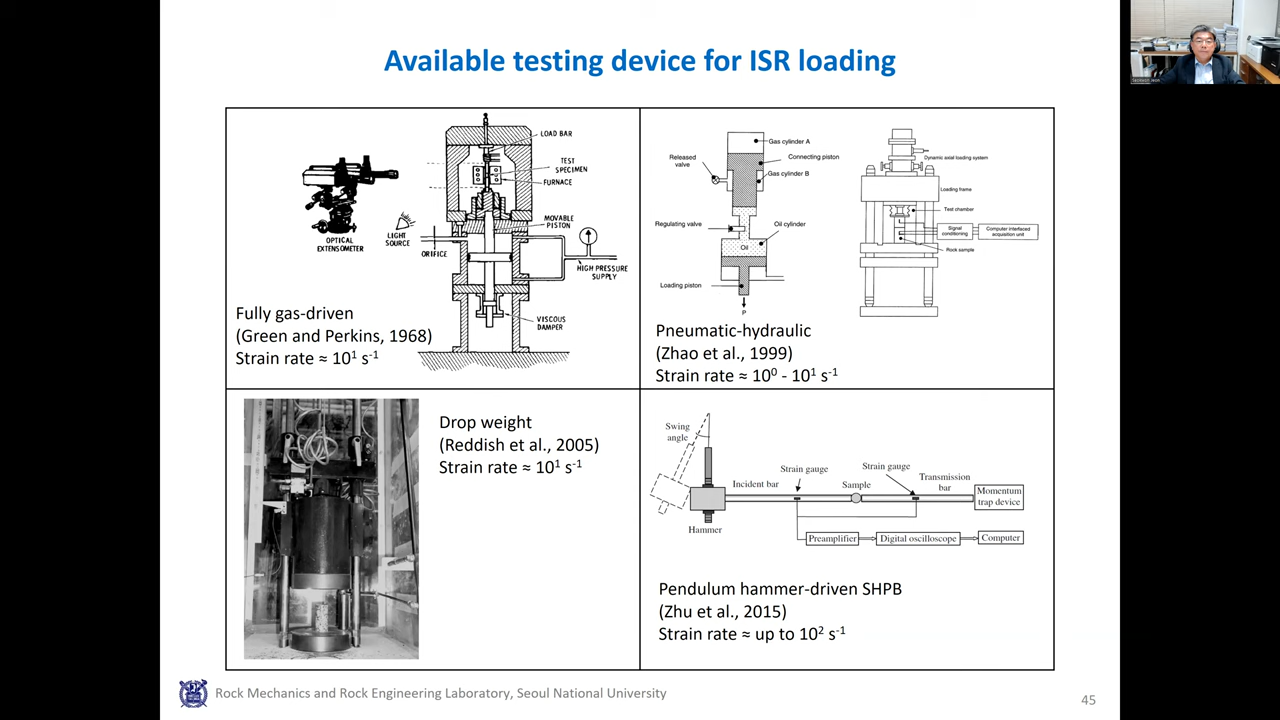 Available testing device for ISR loading
LOAD BAR
TEST
SPECIMEN
FURNACE
MOVABLE
PISTON
LIGHT
SOURCE
ORIFICE
OPTICAL
EXTENSOMETER
HIGH PRESSURE
SUPPLY
VISCOUS
DAMPER
Fully gas-driven
(Green and Perkins, 1968)
Strain rate ≈ 10¹ s⁻¹
Gas cylinder A
Released
valve
Connecting piston
Gas cylinder B
Regulating valve
Oil cylinder
Oil
Loading piston
P
Dynamic axial loading system
Loading frame
Test chamber
Signal
conditioning
Computer interfaced
acquisition unit
Rock sample
Pneumatic-hydraulic
(Zhao et al., 1999)
Strain rate ≈ 10⁰ - 10¹ s⁻¹
Drop weight
(Reddish et al., 2005)
Strain rate ≈ 10¹ s⁻¹
Swing
angle
Strain gauge
Strain gauge
Incident bar
Sample
Transmission
bar
Momentum
trap device
Hammer
Preamplifier
Digital oscilloscope
Computer
Pendulum hammer-driven SHPB
(Zhu et al., 2015)
Strain rate ≈ up to 10² s⁻¹
Rock Mechanics and Rock Engineering Laboratory, Seoul National University
45